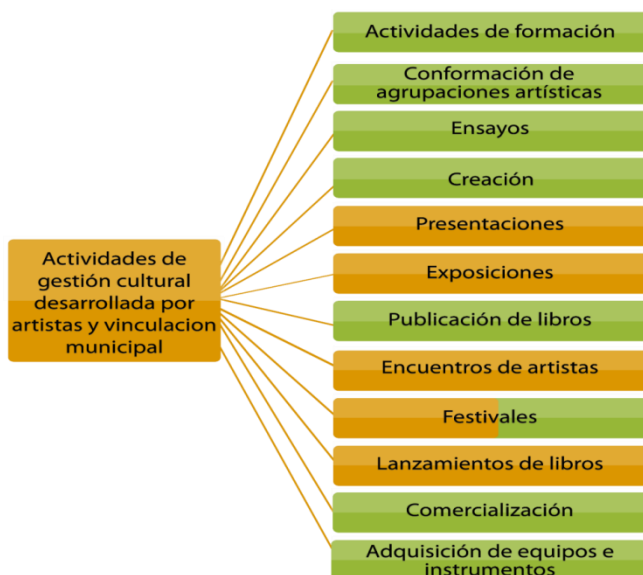 Actividades de
gestión cultural
desarrollada por
artistas y vinculacion
municipal
Actividades de formación
Conformación de
agrupaciones artísticas
Ensayos
Creación
Presentaciones
Exposiciones
Publicación de libros
Encuentros de artistas
Festivales
Lanzamientos de libros
Comercialización
Adquisición de equipos e
instrumentos